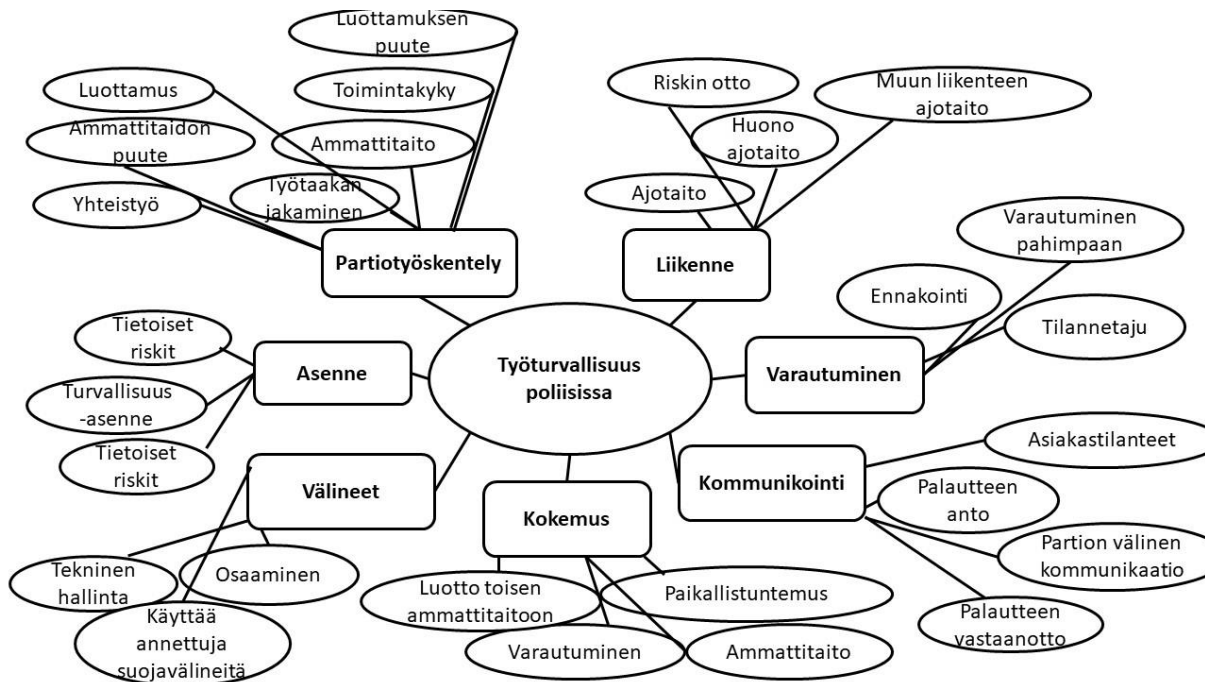 Luottamuksen
puute
Luottamus
Toimintakyky
Ammattitaidon
puute
Ammattitaito
Työtaakan
jakaminen
Yhteistyö
Partiotyöskentely
Riskin otto
Muun liikenteen
ajotaito
Huono
ajotaito
Ajotaito
Liikenne
Varautuminen
pahimpaan
Ennakointi
Tilannetaju
Varautuminen
Työturvallisuus
poliisissa
Tietoiset
riskit
Asenne
Turvallisuus
-asenne
Tietoiset
riskit
Välineet
Tekninen
hallinta
Osaaminen
Käyttää
annettuja
suojavälineitä
Kokemus
Luotto toisen
ammattitaitoon
Paikallistuntemus
Varautuminen
Ammattitaito
Kommunikointi
Asiakastilanteet
Palautteen
anto
Partion välinen
kommunikaatio
Palautteen
vastaanotto